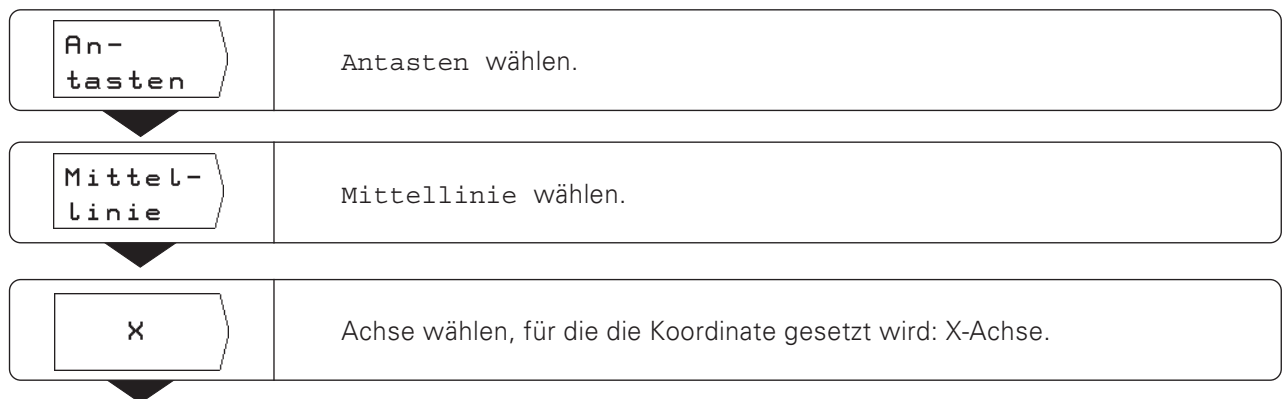 An-
tasten
Antasten wählen.
Mittel-
linie
Mittellinie wählen.
X
Achse wählen, für die die Koordinate gesetzt wird: X-Achse.